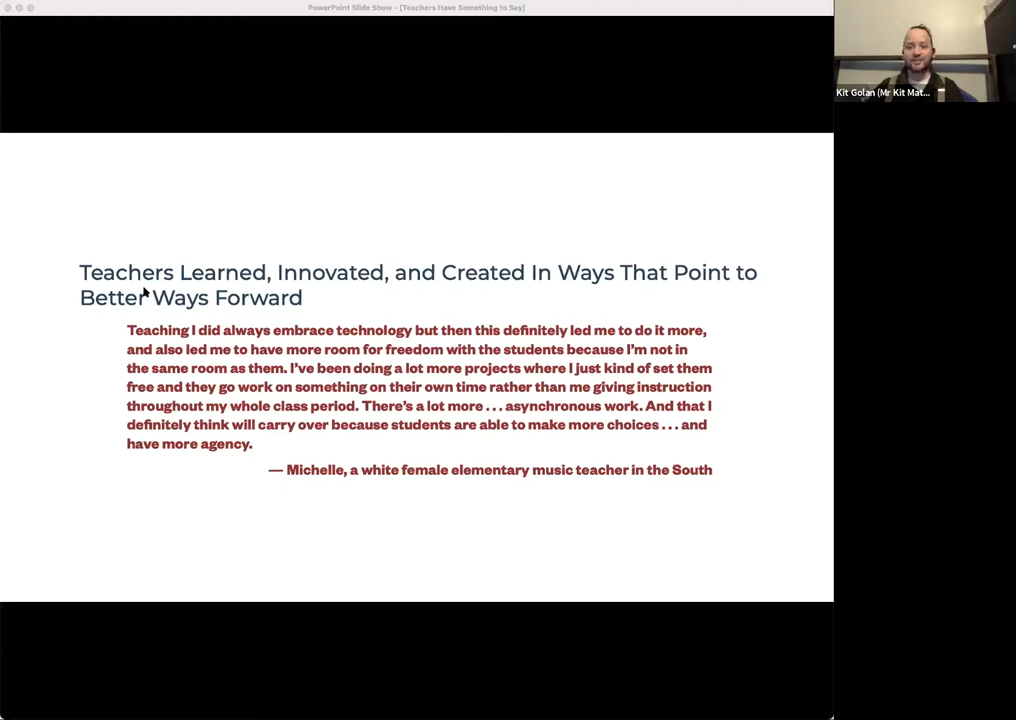 PowerPoint Slide Show - [Teachers Have Something to Say]
Kit Golan (Mr Kit Mat...
Teachers Learned, Innovated, and Created In Ways That Point to
Better Ways Forward
Teaching I did always embrace technology but then this definitely led me to do it more,
and also led me to have more room for freedom with the students because I'm not in
the same room as them. I've been doing a lot more projects where I just kind of set them
free and they go work on something on their own time rather than me giving instruction
throughout my whole class period. There's a lot more . . . asynchronous work. And that I
definitely think will carry over because students are able to make more choices . . . and
have more agency.
— Michelle, a white female elementary music teacher in the South